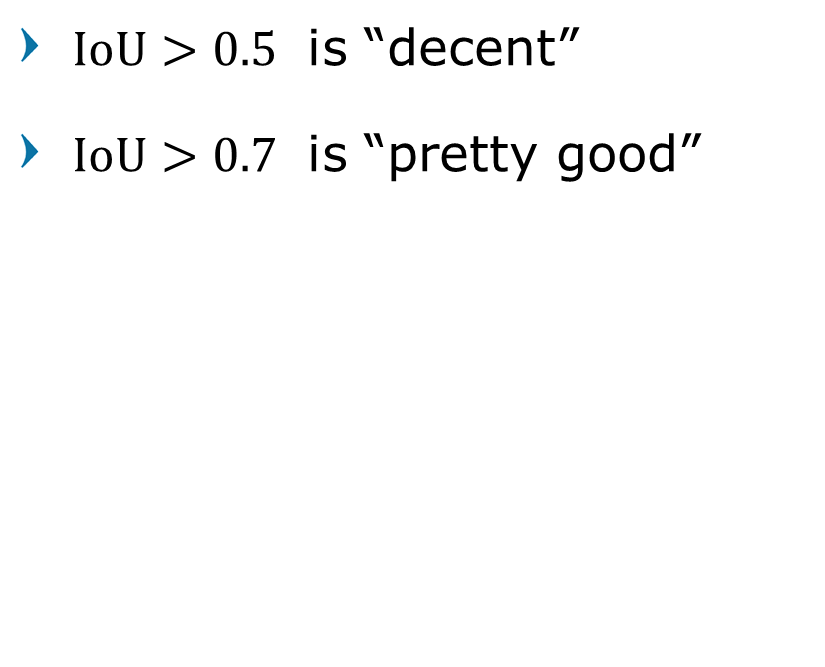 IoU > 0.5 is “decent”
IoU > 0.7 is “pretty good”